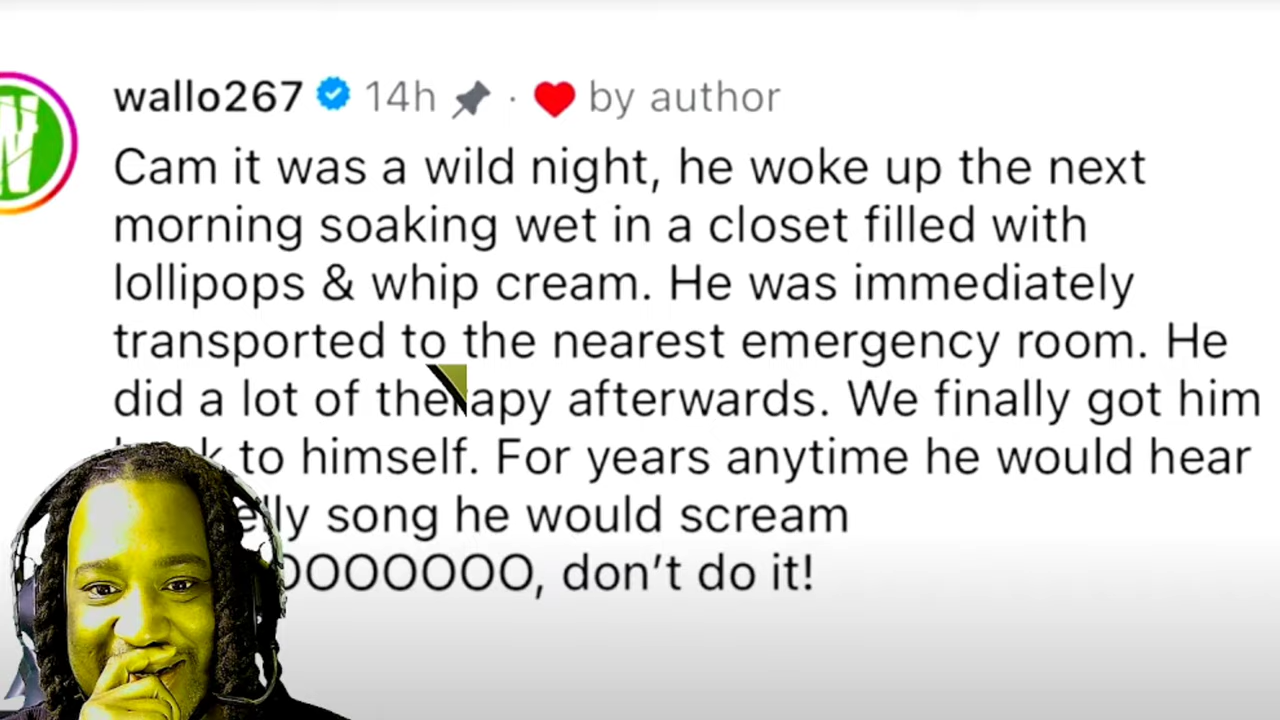 wallo267 14h · by author
Cam it was a wild night, he woke up the next
morning soaking wet in a closet filled with
lollipops & whip cream. He was immediately
transported to the nearest emergency room. He
did a lot of therapy afterwards. We finally got him
to himself. For years anytime he would hear
song he would scream
don’t do it!